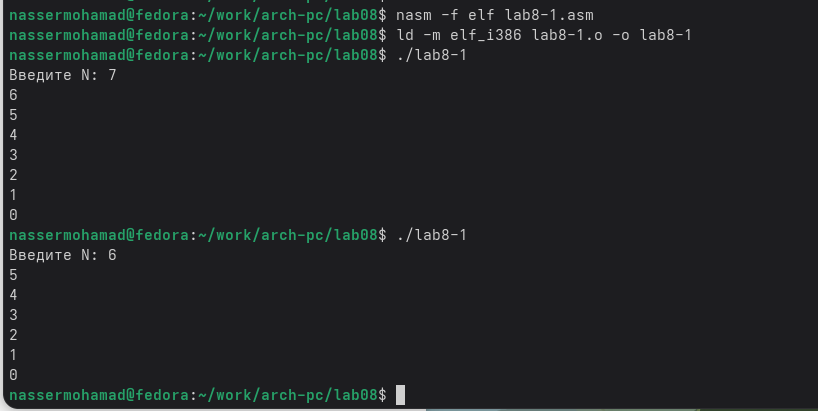 nassermohamad@fedora:~/work/arch-pc/lab08$ nasm -f elf lab8-1.asm
nassermohamad@fedora:~/work/arch-pc/lab08$ ld -m elf_i386 lab8-1.o -o lab8-1
nassermohamad@fedora:~/work/arch-pc/lab08$ ./lab8-1
Введите N: 7
6
5
4
3
2
1
0
nassermohamad@fedora:~/work/arch-pc/lab08$ ./lab8-1
Введите N: 6
5
4
3
2
1
0
nassermohamad@fedora:~/work/arch-pc/lab08$